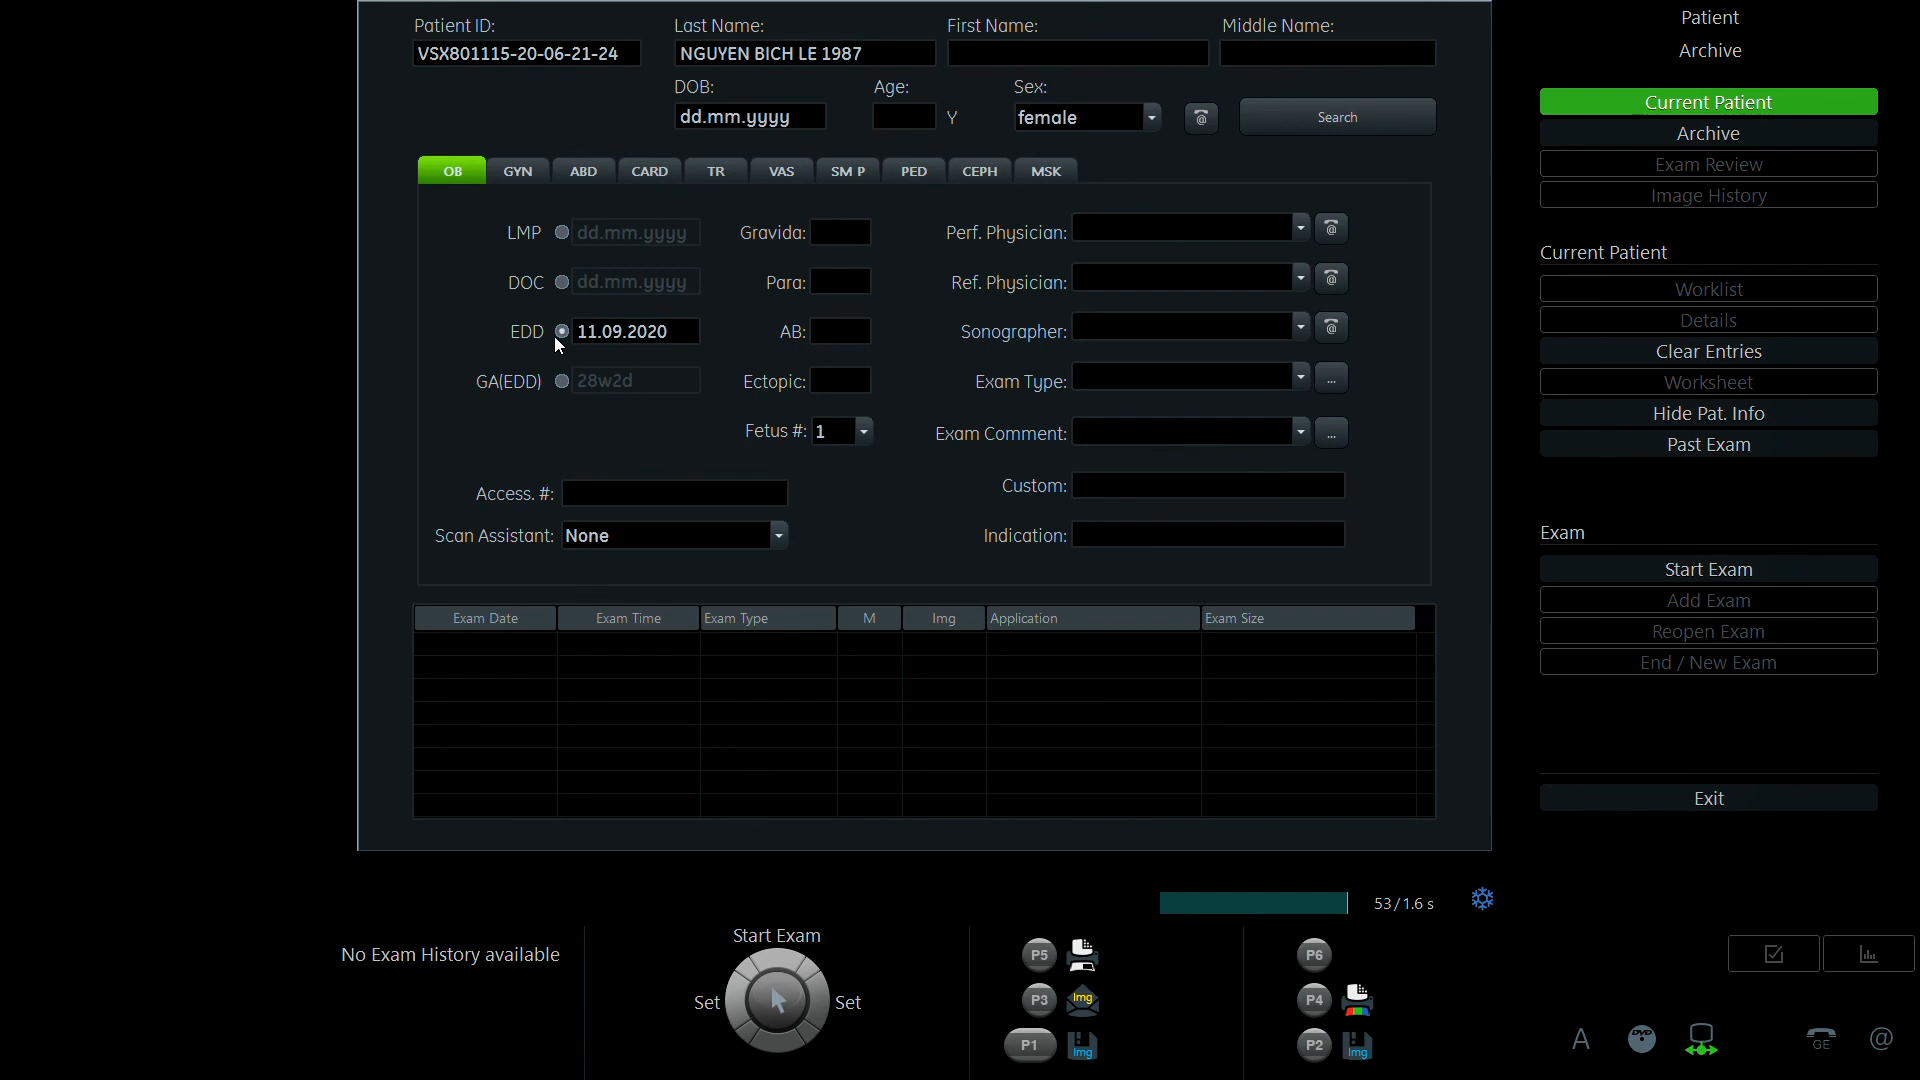 Patient ID: Last Name: First Name: Middle Name:
VSX801115-20-06-21-24 NGUYEN BICH LE 1987
DOB: Age: Sex:
dd.mm.yyyy Y female @ Search
OB GYN ABD CARD TR VAS SM P PED CEPH MSK
LMP dd.mm.yyyy Gravida: Perf. Physician: @
DOC dd.mm.yyyy Para: Ref. Physician: @
EDD 11.09.2020 AB: Sonographer: @
GA(EDD) 28w2d Ectopic: Exam Type: ...
Fetus #: 1 Exam Comment: ...
Access. #: Custom:
Scan Assistant: None Indication:
Exam Date Exam Time Exam Type M Img Application Exam Size
53/1.6 s
No Exam History available
Start Exam
Set Set
P5 P6
P3 Img P4
P1 Img P2 Img
Patient
Archive
Current Patient
Archive
Exam Review
Image History
Current Patient
Worklist
Details
Clear Entries
Worksheet
Hide Pat. Info
Past Exam
Exam
Start Exam
Add Exam
Reopen Exam
End / New Exam
Exit
A DVD GE @